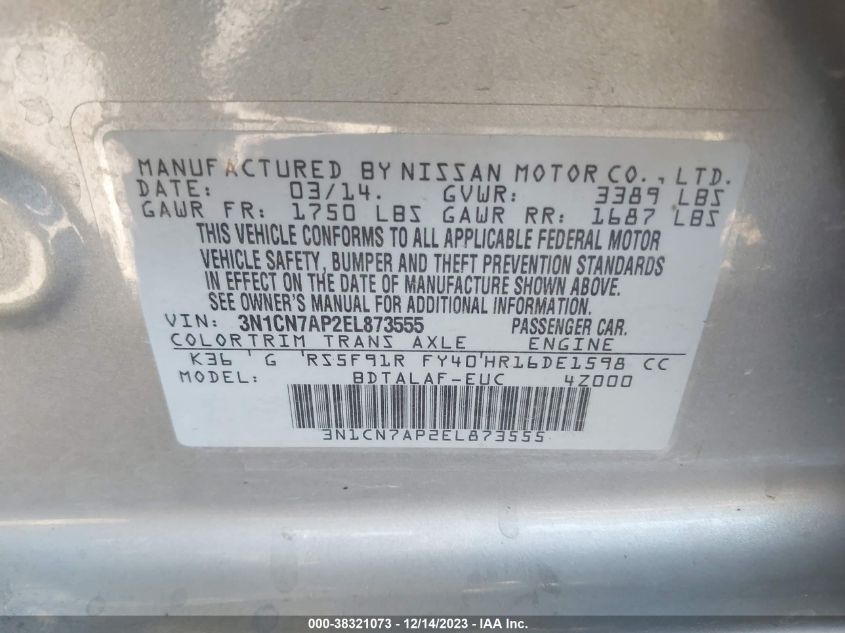 MANUFACTURED BY NISSAN MOTOR CO., LTD.
DATE: 03/14. GVWR: 3389 LBS
GAWR FR: 1750 LBS GAWR RR: 1687 LBS
THIS VEHICLE CONFORMS TO ALL APPLICABLE FEDERAL MOTOR
VEHICLE SAFETY, BUMPER AND THEFT PREVENTION STANDARDS
IN EFFECT ON THE DATE OF MANUFACTURE SHOWN ABOVE.
SEE OWNER'S MANUAL FOR ADDITIONAL INFORMATION.
VIN: 3N1CN7AP2EL873555 PASSENGER CAR.
COLOR TRIM TRANS AXLE ENGINE
K36 ' G 'RS5F91R FY40'HR16DE1598 CC
MODEL: BDTALAF-EUC 4Z000
3N1CN7AP2EL873555
000-38321073 - 12/14/2023 - IAA Inc.